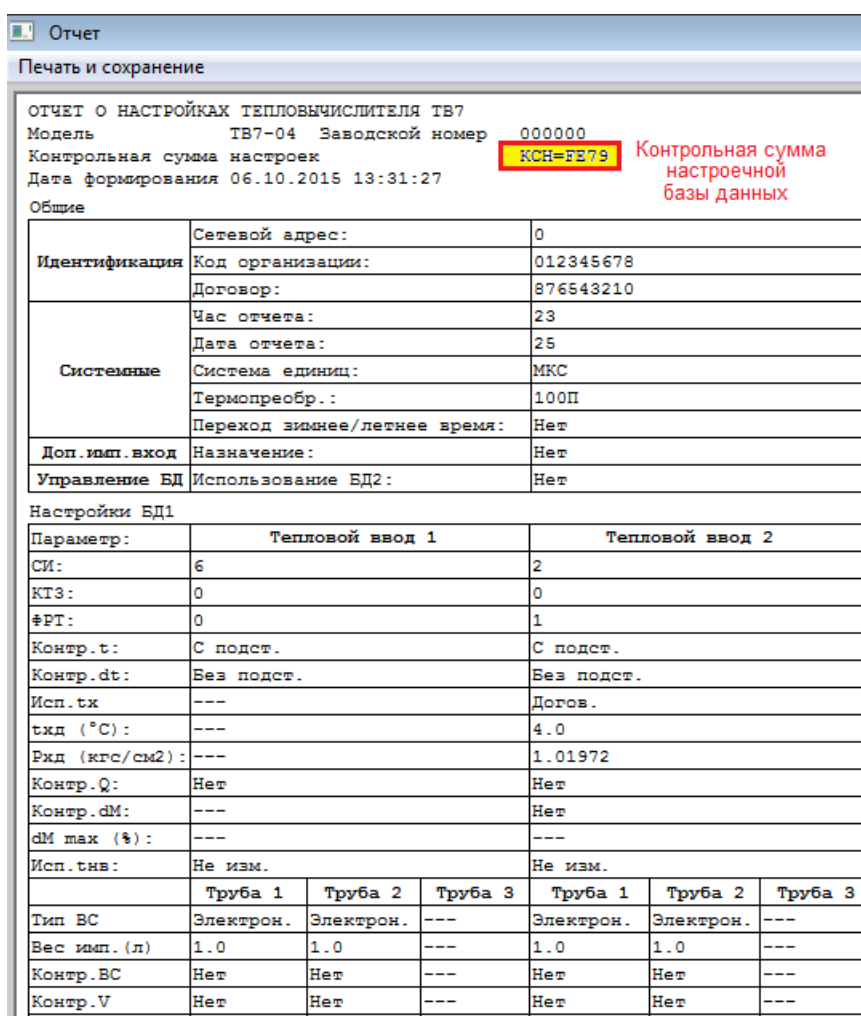 Отчет
Печать и сохранение
ОТЧЕТ О НАСТРОЙКАХ ТЕПЛОВЫЧИСЛИТЕЛЯ ТВ7
Модель ТВ7-04 Заводской номер 000000
Контрольная сумма настроек КСН=FE79
Контрольная сумма
настроечной
базы данных
Дата формирования 06.10.2015 13:31:27
Общие
Идентификация Сетевой адрес: 0
Код организации: 012345678
Договор: 876543210
Системные Час отчета: 23
Дата отчета: 25
Система единиц: МКС
Термопреобр.: 100П
Переход зимнее/летнее время: Нет
Доп.имп.вход Назначение: Нет
Управление БД Использование БД2: Нет
Настройки БД1
Параметр: Тепловой ввод 1 Тепловой ввод 2
СИ: 6 2
КТ3: 0 0
ФРТ: 0 1
Контр.t: С подст. С подст.
Контр.dt: Без подст. Без подст.
Исп.tх --- Догов.
tхд (°С): --- 4.0
Рхд (кгс/см2): --- 1.01972
Контр.Q: Нет Нет
Контр.dM: --- Нет
dM max (%): --- ---
Исп.tнв: Не изм. Не изм.
Труба 1 Труба 2 Труба 3 Труба 1 Труба 2 Труба 3
Тип ВС Электрон. Электрон. --- Электрон. Электрон. ---
Вес имп.(л) 1.0 1.0 --- 1.0 1.0 ---
Контр.ВС Нет Нет --- Нет Нет ---
Контр.V Нет Нет --- Нет Нет ---